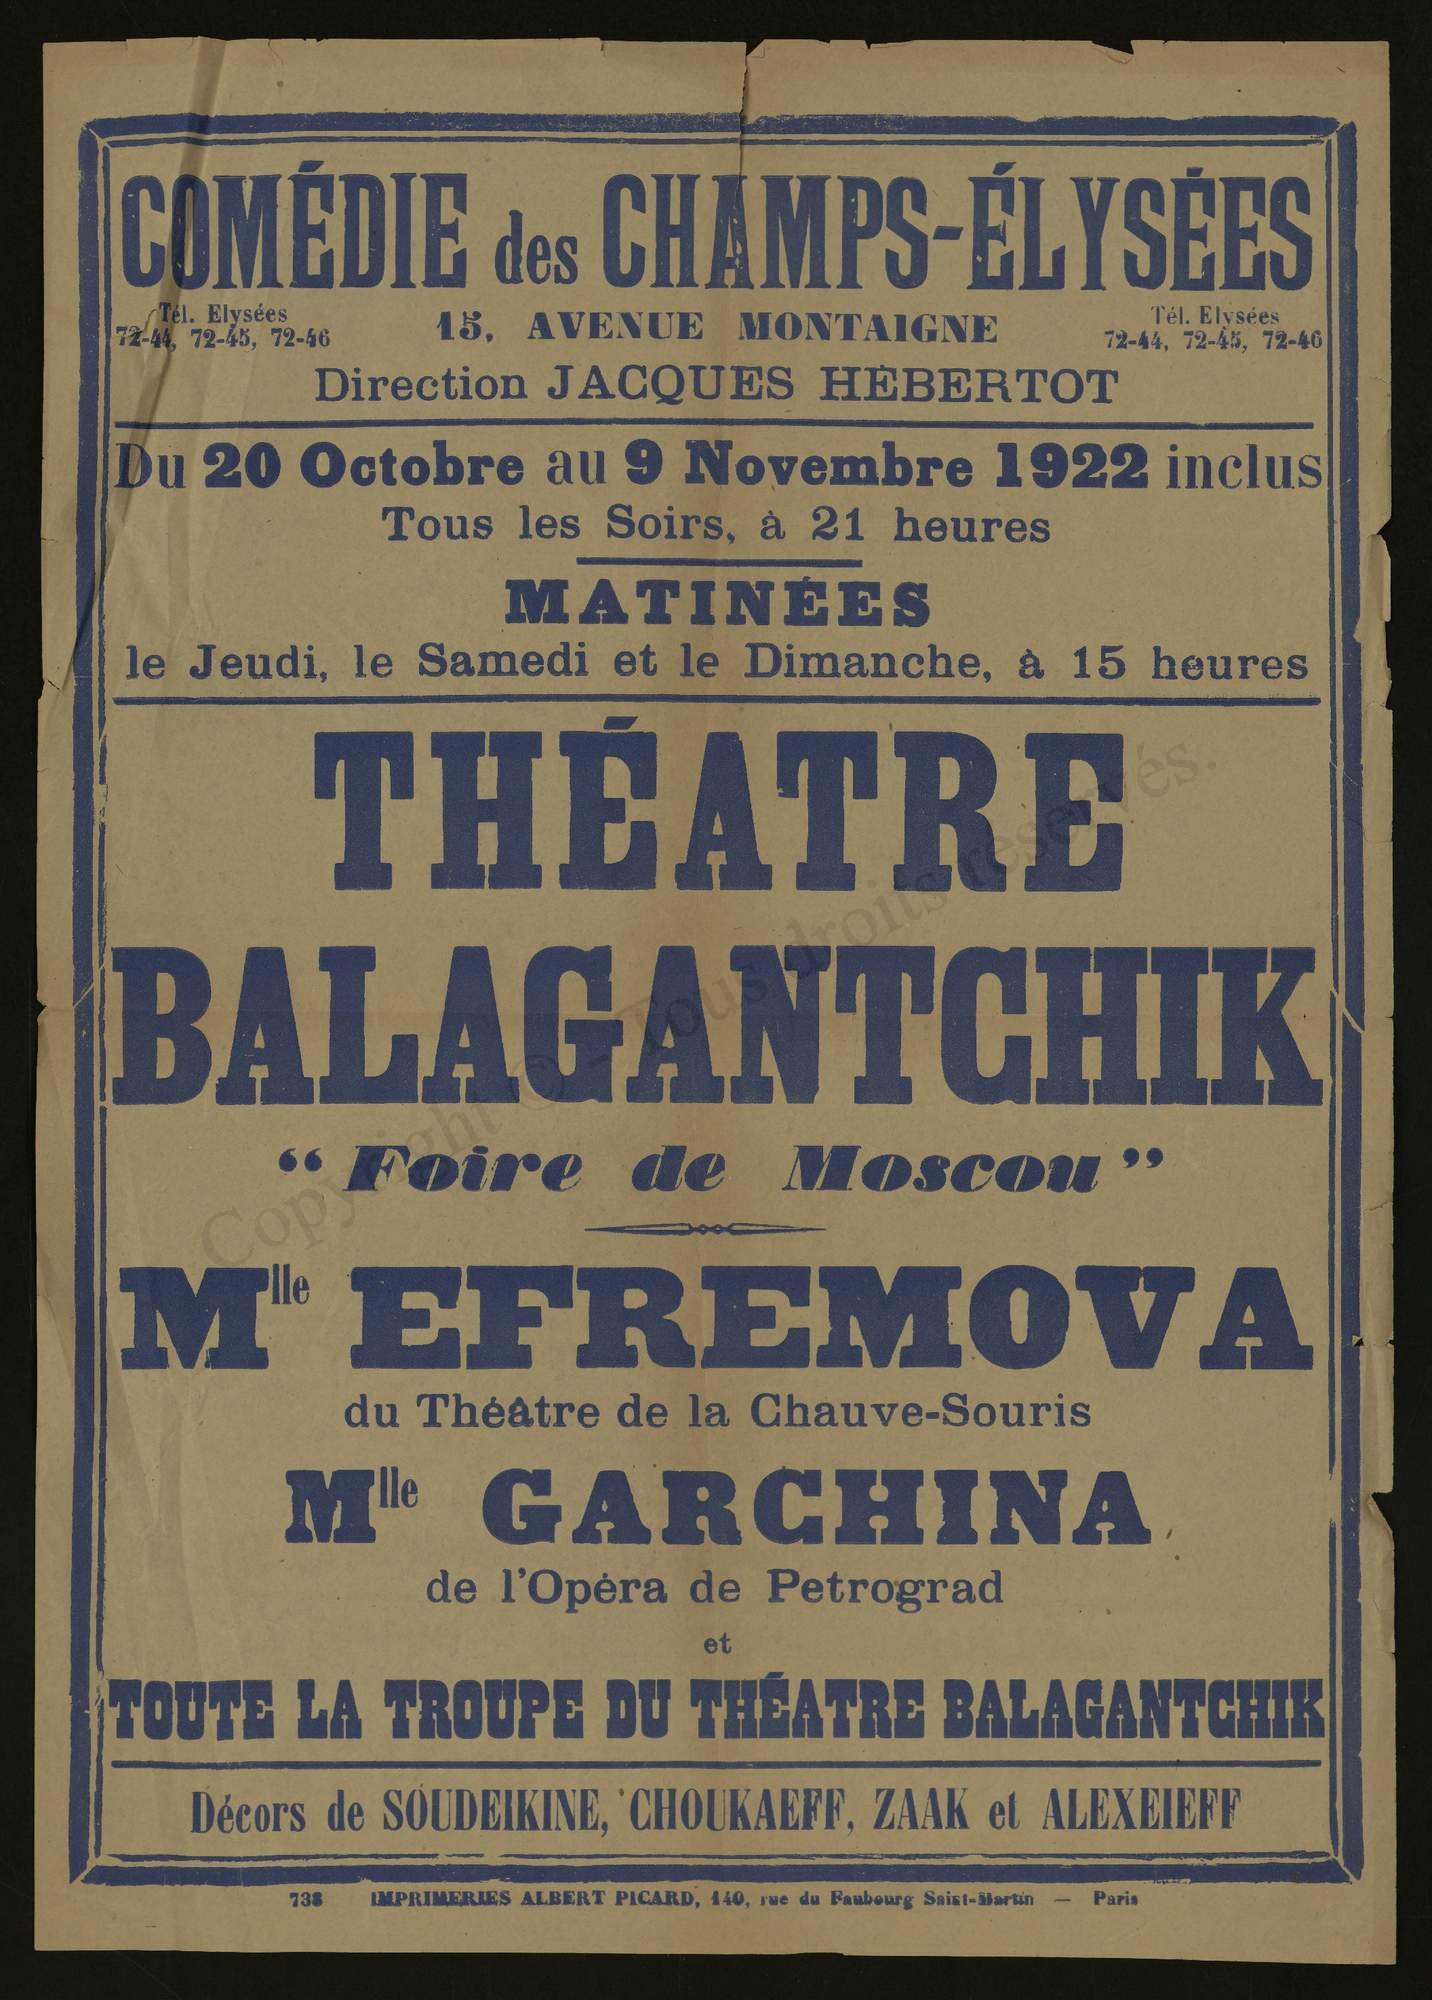 COMÉDIE des CHAMPS-ÉLYSÉES
Tél. Elysées
72-44, 72-45, 72-46
15, AVENUE MONTAIGNE
Tél. Elysées
72-44, 72-45, 72-46
Direction JACQUES HÉBERTOT
Du 20 Octobre au 9 Novembre 1922 inclus
Tous les Soirs, à 21 heures
MATINÉES
le Jeudi, le Samedi et le Dimanche, à 15 heures
THÉATRE
BALAGANTCHIK
“ Foire de Moscou ”
Mlle EFREMOVA
du Théâtre de la Chauve-Souris
Mlle GARCHINA
de l'Opéra de Petrograd
et
TOUTE LA TROUPE DU THÉATRE BALAGANTCHIK
Décors de SOUDEIKINE, CHOUKAEFF, ZAAK et ALEXEIEFF
738 IMPRIMERIES ALBERT PICARD, 140, rue du Faubourg Saint-Martin — Paris
Copyright © - Tous droits réservés.